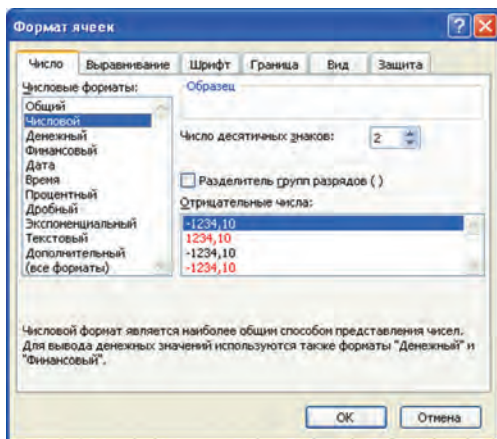 Формат ячеек
Число Выравнивание Шрифт Граница Вид Защита
Числовые форматы:
Общий
Числовой
Денежный
Финансовый
Дата
Время
Процентный
Дробный
Экспоненциальный
Текстовый
Дополнительный
(все форматы)
Образец
Число десятичных знаков: 2
Разделитель групп разрядов ( )
Отрицательные числа:
-1234,10
1234,10
-1234,10
-1234,10
Числовой формат является наиболее общим способом представления чисел.
Для вывода денежных значений используются также форматы "Денежный" и
"Финансовый".
ОК Отмена